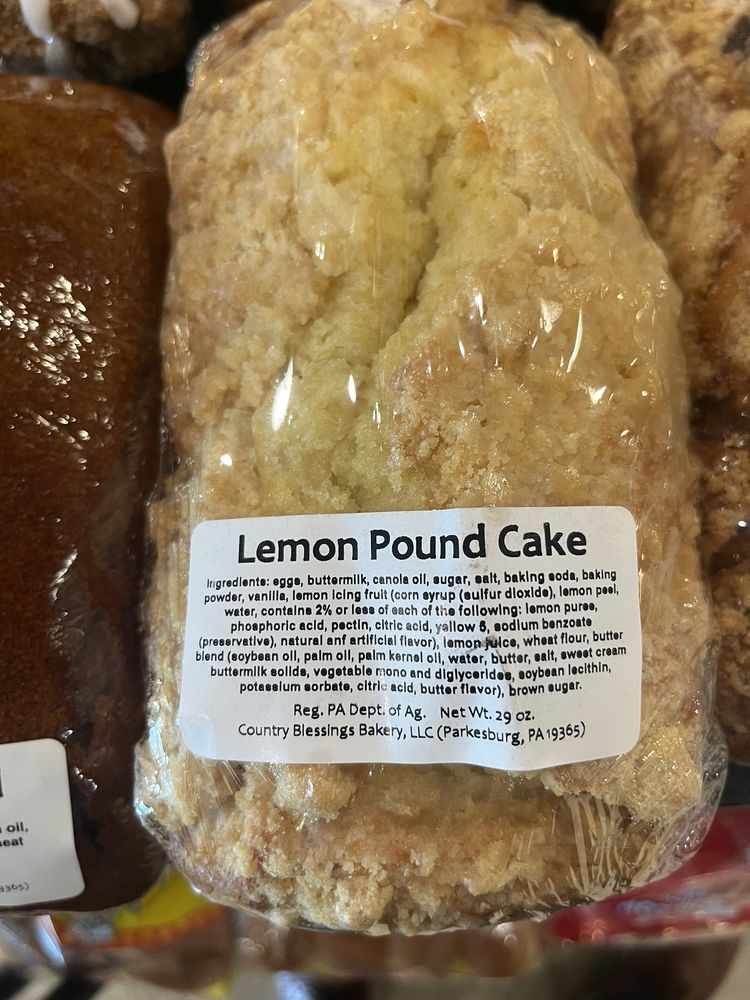 Lemon Pound Cake
Ingredients: eggs, buttermilk, canola oil, sugar, salt, baking soda, baking
powder, vanilla, lemon icing fruit (corn syrup (sulfur dioxide), lemon peel,
water, contains 2% or less of each of the following: lemon puree,
phosphoric acid, pectin, citric acid, yellow 5, sodium benzoate
(preservative), natural anf artificial flavor), lemon juice, wheat flour, butter
blend (soybean oil, palm oil, palm kernel oil, water, butter, salt, sweet cream
buttermilk solids, vegetable mono and diglycerides, soybean lecithin,
potassium sorbate, citric acid, butter flavor), brown sugar.
Reg. PA Dept. of Ag. Net Wt. 29 oz.
Country Blessings Bakery, LLC (Parkesburg, PA 19365)
oil,
9365)